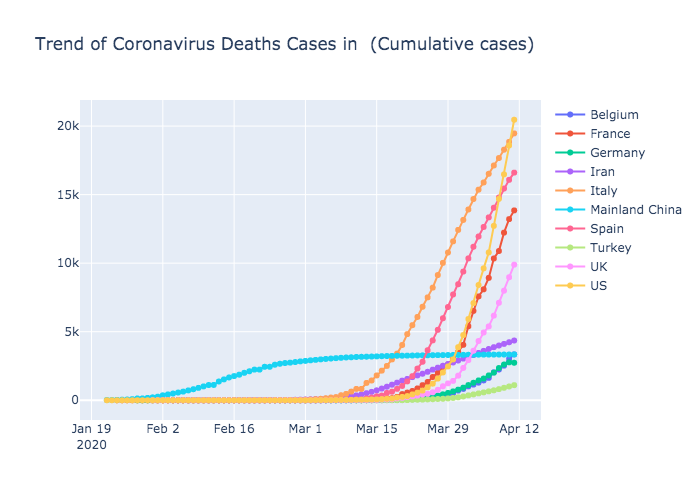 Trend of Coronavirus Deaths Cases in  (Cumulative cases)
20k
15k
10k
5k
0
Jan 19
2020
Feb 2
Feb 16
Mar 1
Mar 15
Mar 29
Apr 12
Belgium
France
Germany
Iran
Italy
Mainland China
Spain
Turkey
UK
US